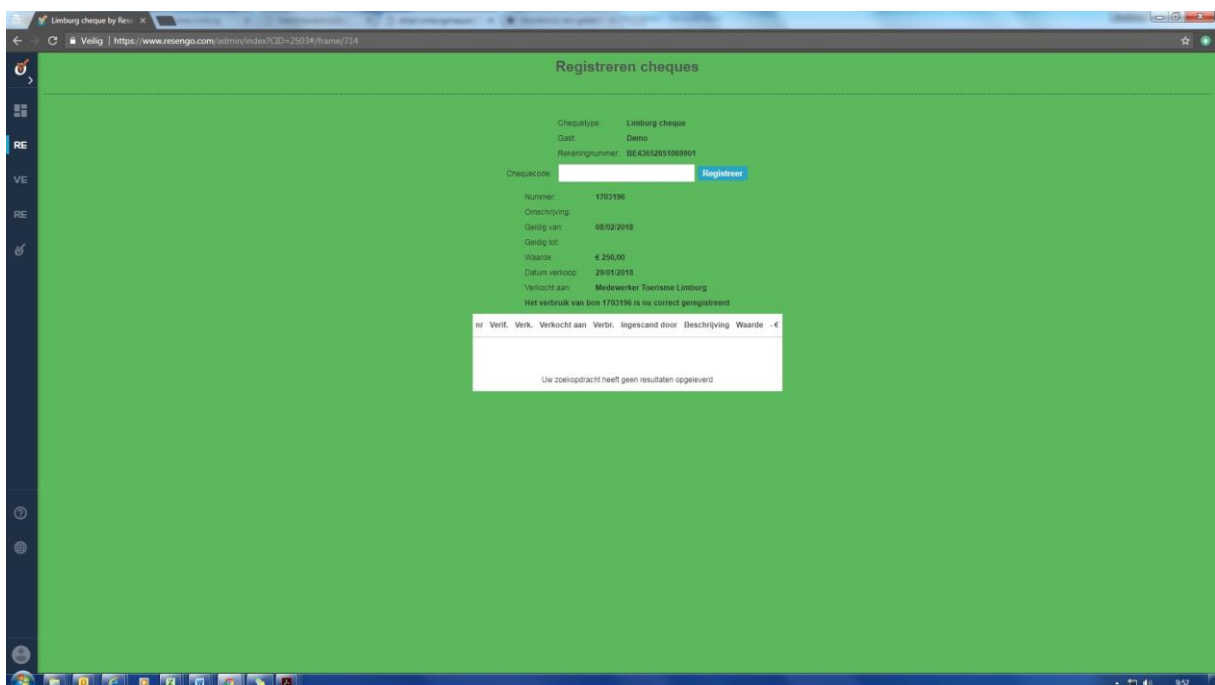 Limburg cheque by Rese
Veilig | https://www.resengo.com/admin/index?CID=2503#/frame/714
Registreren cheques
RE
VE
RE
Chequetype: Limburg cheque
Gast: Demo
Rekeningnummer: BE43652851069901
Chequecode: Registreer
Nummer: 1703196
Omschrijving:
Geldig van: 08/02/2018
Geldig tot:
Waarde: € 250,00
Datum verkoop: 29/01/2018
Verkocht aan: Medewerker Toerisme Limburg
Het verbruik van bon 1703196 is nu correct geregistreerd
nr Verif. Verk. Verkocht aan Verbr. Ingescand door Beschrijving Waarde - €
Uw zoekopdracht heeft geen resultaten opgeleverd
9:52